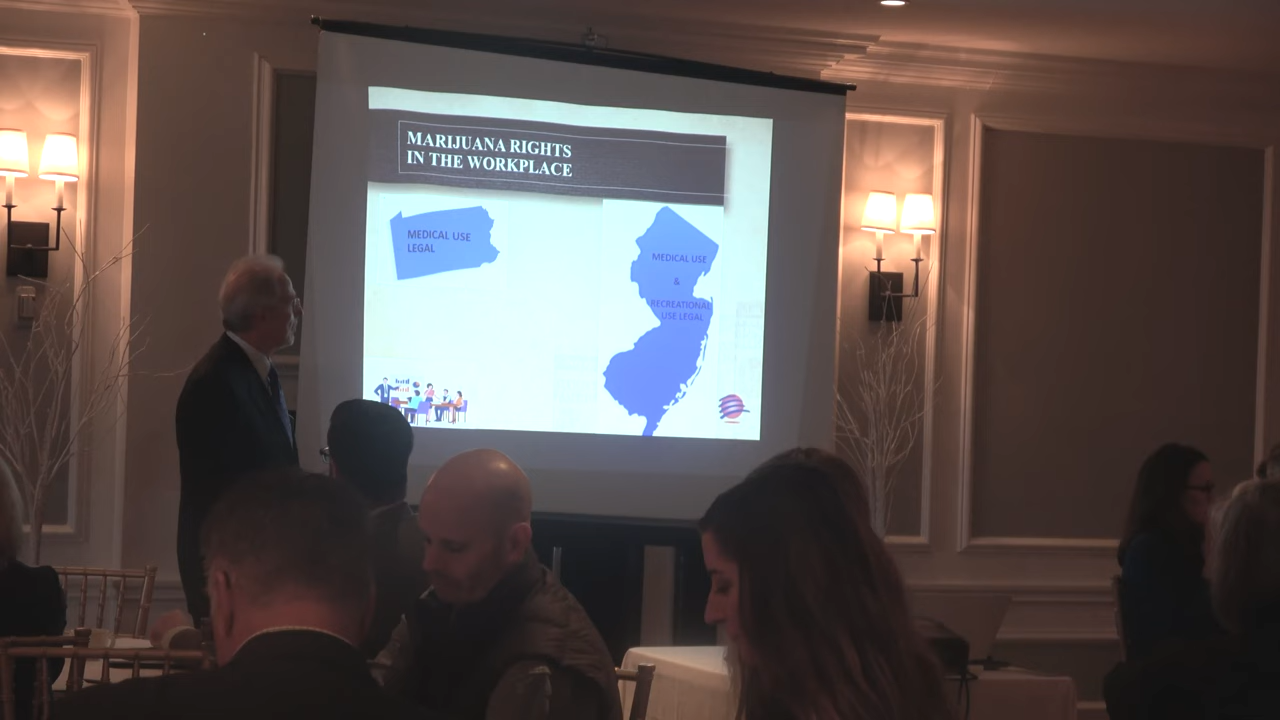 MARIJUANA RIGHTS
IN THE WORKPLACE
MEDICAL USE
LEGAL
MEDICAL USE
&
RECREATIONAL
USE LEGAL